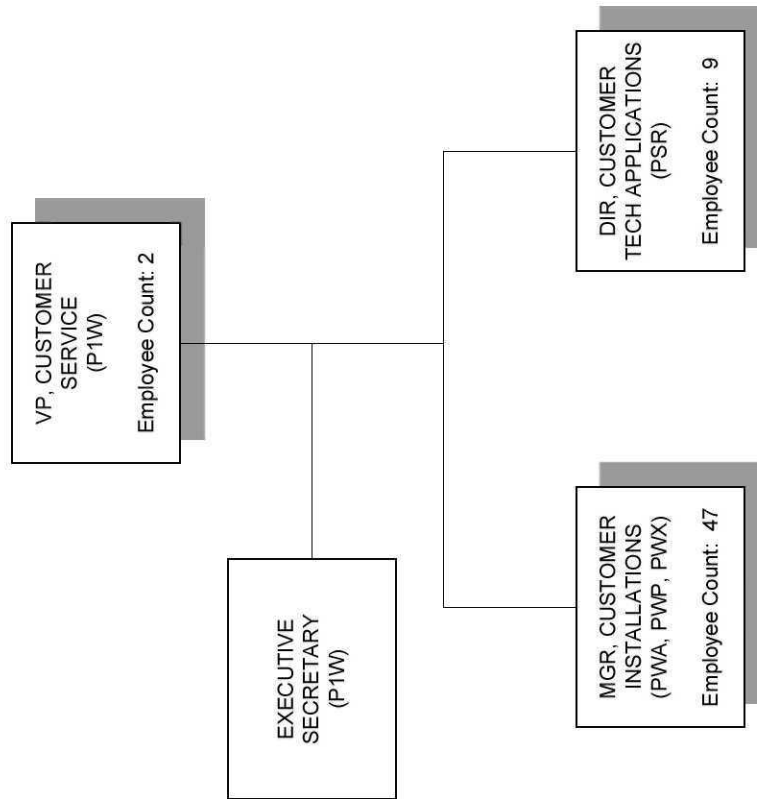 VP, CUSTOMER
SERVICE
(P1W)
Employee Count: 2
EXECUTIVE
SECRETARY
(P1W)
MGR, CUSTOMER
INSTALLATIONS
(PWA, PWP, PWX)
Employee Count: 47
DIR, CUSTOMER
TECH APPLICATIONS
(PSR)
Employee Count: 9